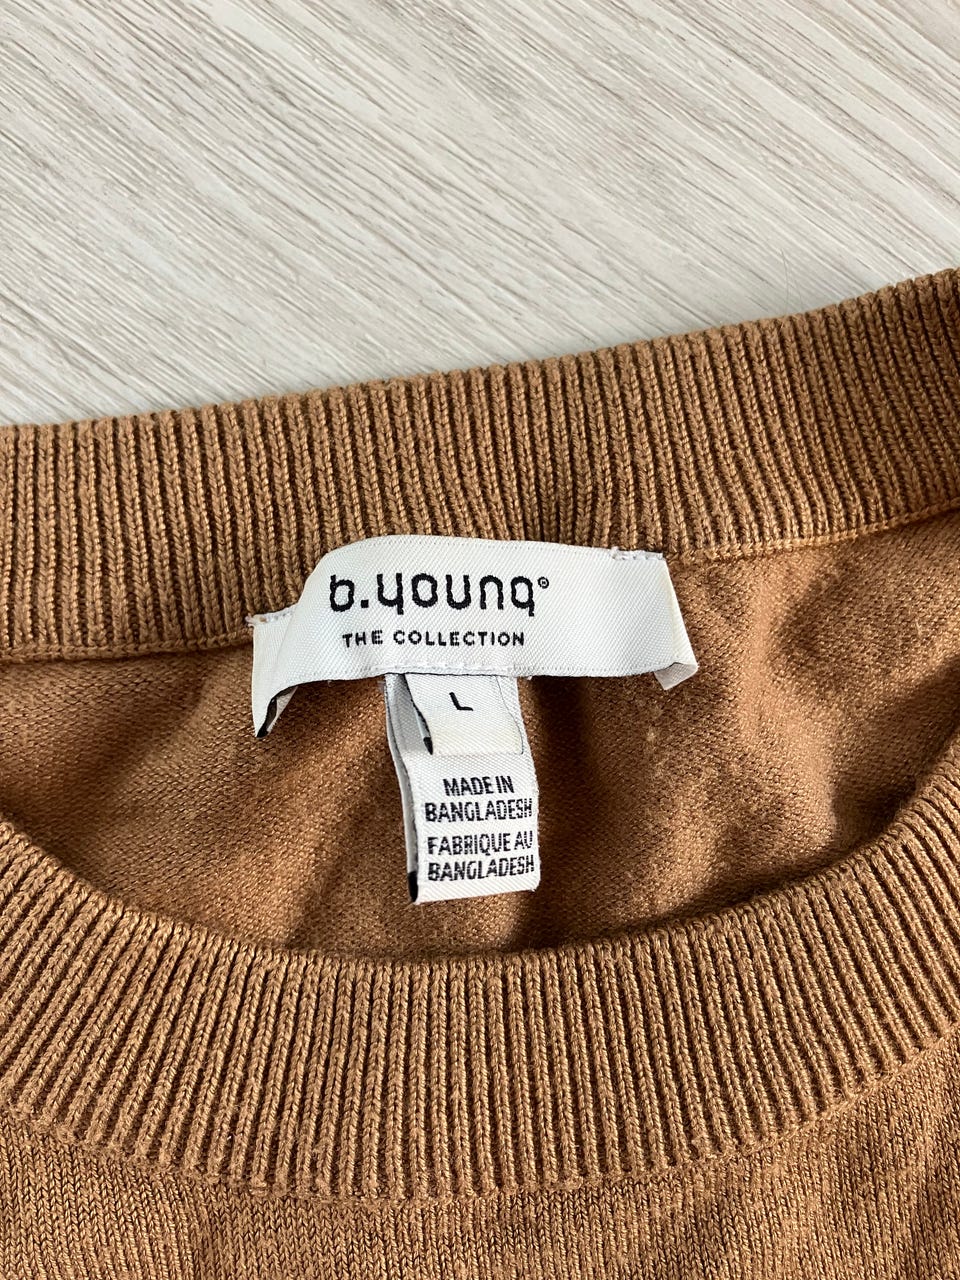 b.young®
THE COLLECTION
L
MADE IN
BANGLADESH
FABRIQUE AU
BANGLADESH